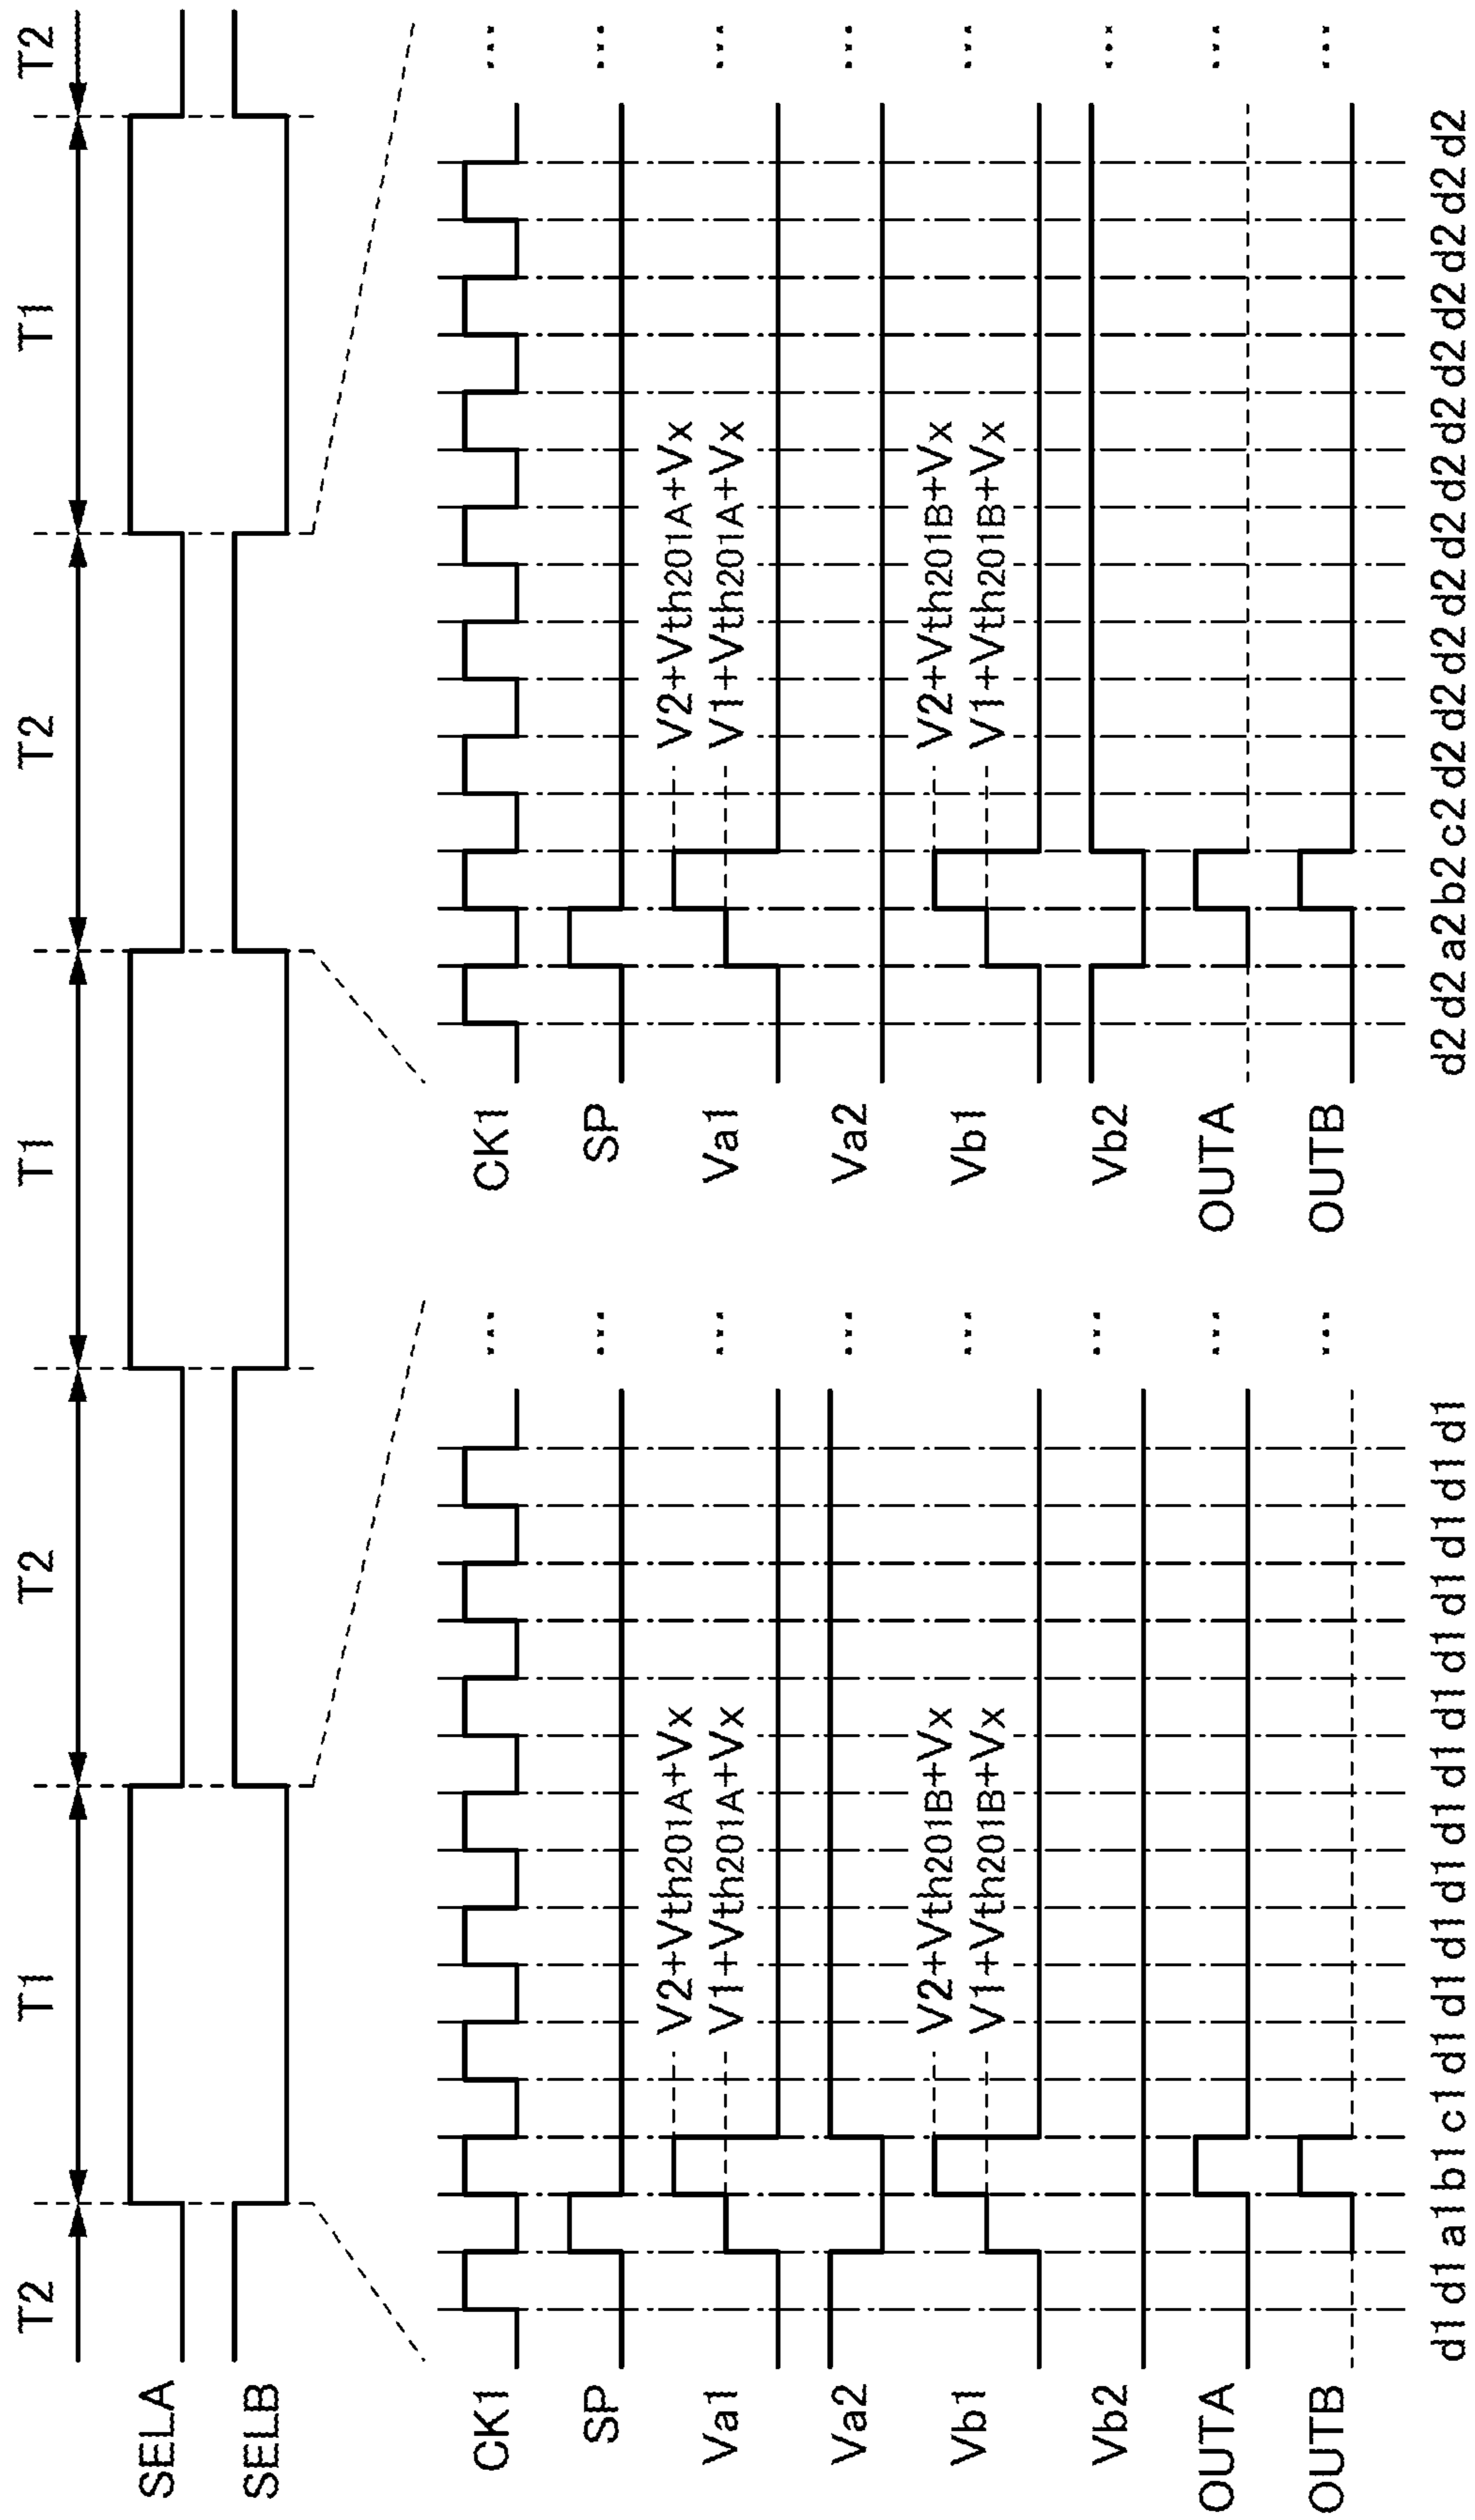 T2 T1 T2 T1 T2 T1 T2
SELA
SELB
CK1 ...
SP ...
V2+Vth201A+Vx
Va1 V1+Vth201A+Vx ...
Va2 ...
V2+Vth201B+Vx
Vb1 V1+Vth201B+Vx ...
Vb2 ...
OUTA ...
OUTB ...
d1 d1 a1 b1 c1 d1 d1 d1 d1 d1 d1 d1 d1 d1 d1 d1 d1
CK1 ...
SP ...
V2+Vth201A+Vx
Va1 V1+Vth201A+Vx ...
Va2 ...
V2+Vth201B+Vx
Vb1 V1+Vth201B+Vx ...
Vb2 ...
OUTA ...
OUTB ...
d2 d2 a2 b2 c2 d2 d2 d2 d2 d2 d2 d2 d2 d2 d2 d2 d2